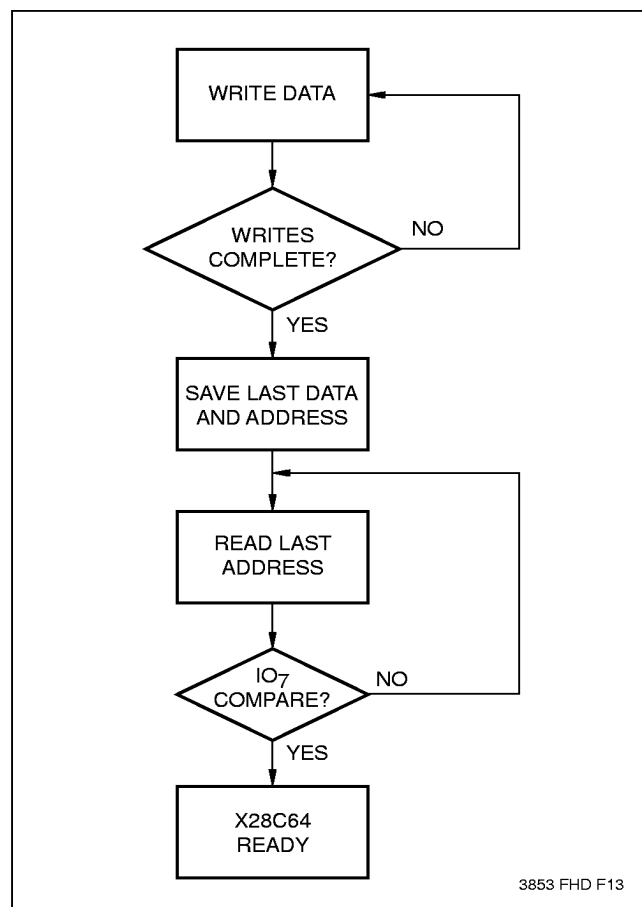 WRITE DATA
WRITES
COMPLETE?
NO
YES
SAVE LAST DATA
AND ADDRESS
READ LAST
ADDRESS
IO₇
COMPARE?
NO
YES
X28C64
READY
3853 FHD F13